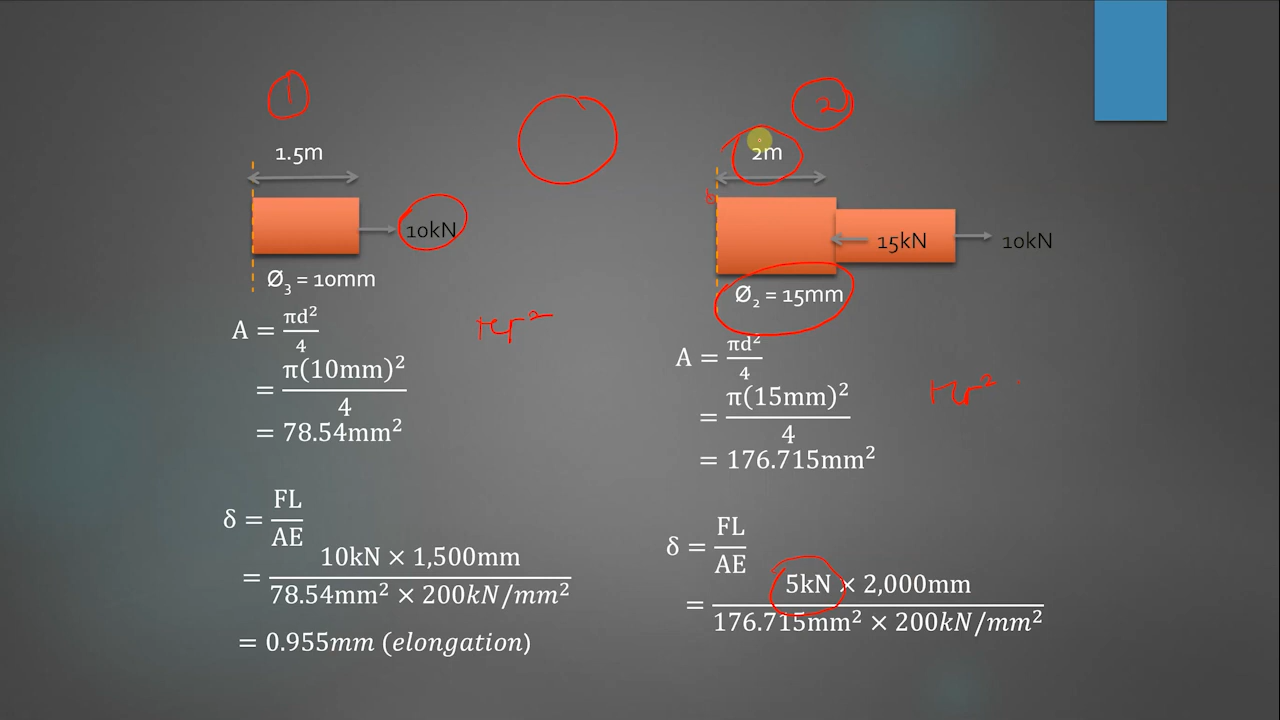 1
1.5m
10kN
Ø₃ = 10mm
A = πd²/4
= π(10mm)²/4
= 78.54mm²
πr²
δ = FL/AE
= 10kN × 1,500mm / 78.54mm² × 200kN/mm²
= 0.955mm (elongation)
2
2m
15kN
10kN
Ø₂ = 15mm
A = πd²/4
= π(15mm)²/4
= 176.715mm²
πr²
δ = FL/AE
= 5kN × 2,000mm / 176.715mm² × 200kN/mm²